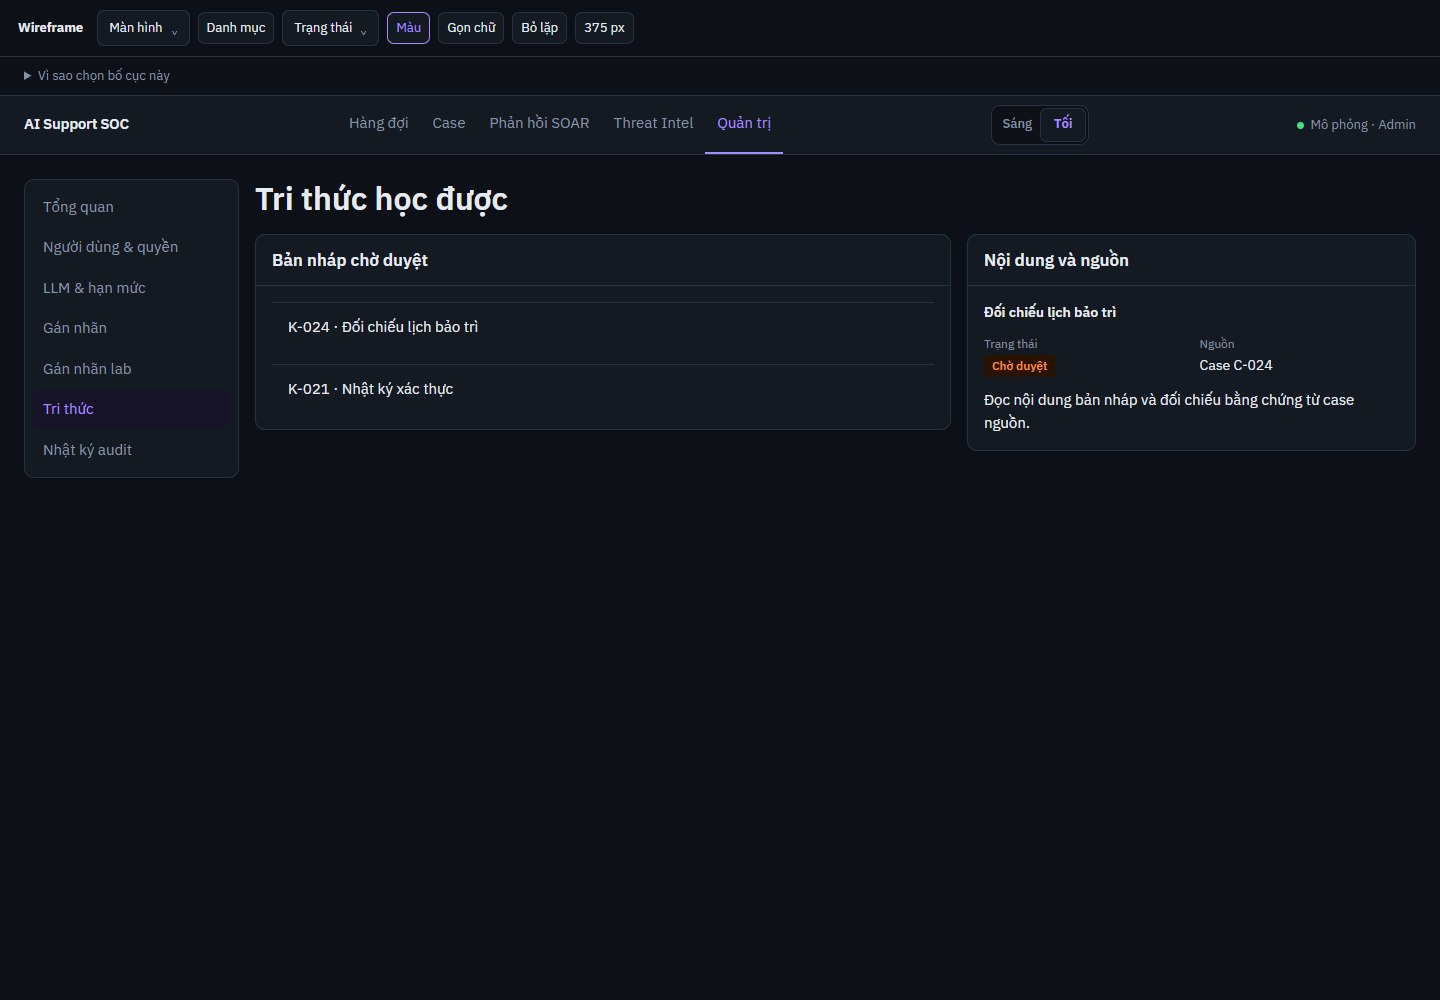 Wireframe Màn hình Danh mục Trạng thái Màu Gọn chữ Bỏ lặp 375 px
Vì sao chọn bố cục này
AI Support SOC Hàng đợi Case Phản hồi SOAR Threat Intel Quản trị Sáng Tối Mô phỏng · Admin
Tổng quan
Người dùng & quyền
LLM & hạn mức
Gán nhãn
Gán nhãn lab
Tri thức
Nhật ký audit
Tri thức học được
Bản nháp chờ duyệt
K-024 · Đối chiếu lịch bảo trì
K-021 · Nhật ký xác thực
Nội dung và nguồn
Đối chiếu lịch bảo trì
Trạng thái Nguồn
Chờ duyệt Case C-024
Đọc nội dung bản nháp và đối chiếu bằng chứng từ case
nguồn.